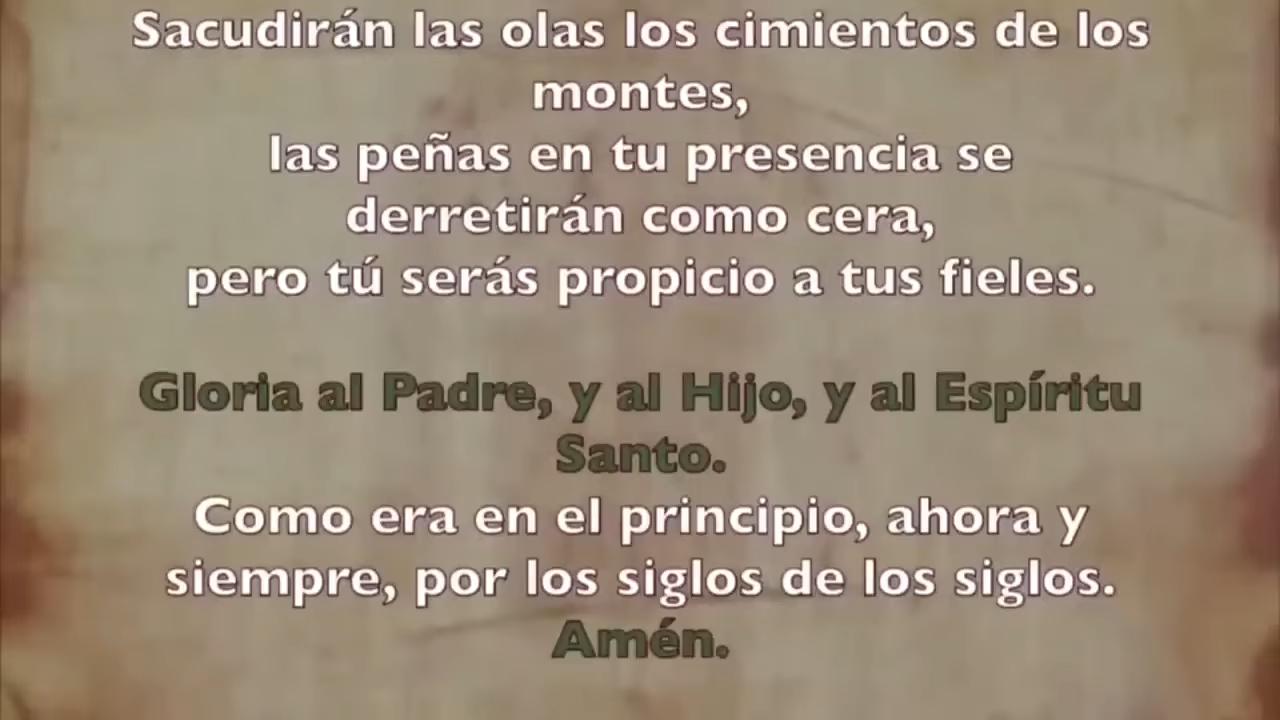 Sacudirán las olas los cimientos de los
montes,
las peñas en tu presencia se
derretirán como cera,
pero tú serás propicio a tus fieles.
Gloria al Padre, y al Hijo, y al Espíritu
Santo.
Como era en el principio, ahora y
siempre, por los siglos de los siglos.
Amén.